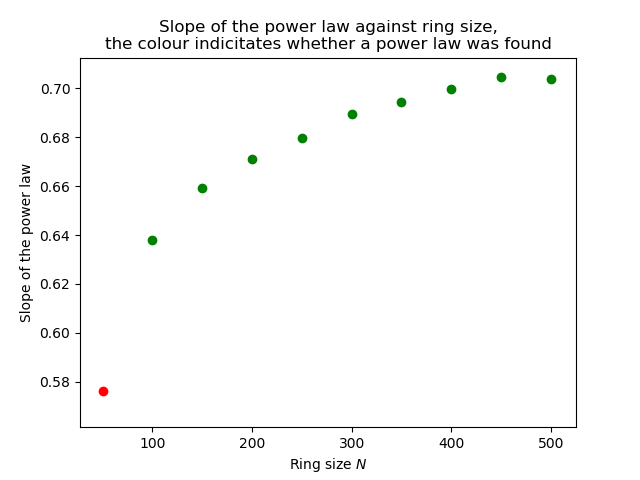 Slope of the power law against ring size,
the colour indicitates whether a power law was found
Slope of the power law
0.70
0.68
0.66
0.64
0.62
0.60
0.58
100 200 300 400 500
Ring size N